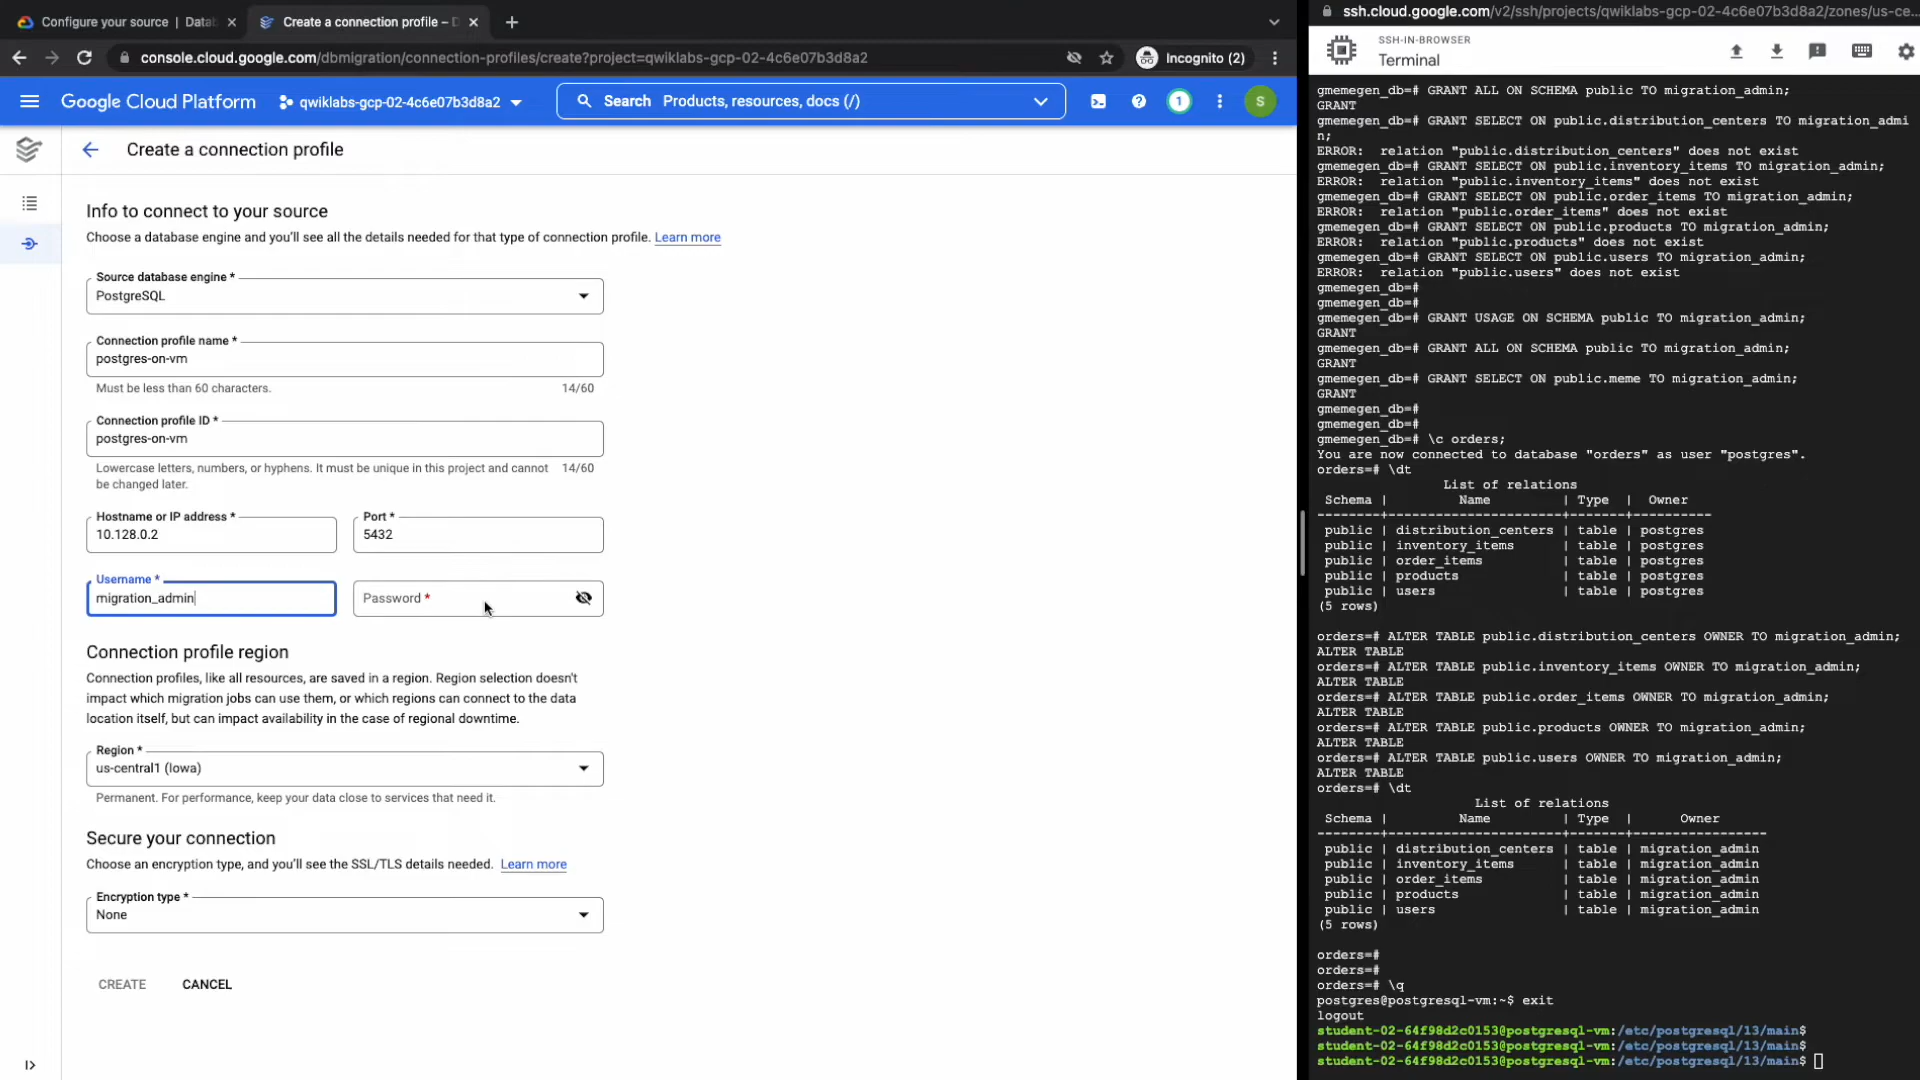 Configure your source | Datab
Create a connection profile – D
console.cloud.google.com/dbmigration/connection-profiles/create?project=qwiklabs-gcp-02-4c6e07b3d8a2
Incognito (2)
Google Cloud Platform
qwiklabs-gcp-02-4c6e07b3d8a2
Search Products, resources, docs (/)
1
S
Create a connection profile
Info to connect to your source
Choose a database engine and you'll see all the details needed for that type of connection profile. Learn more
Source database engine *
PostgreSQL
Connection profile name *
postgres-on-vm
Must be less than 60 characters. 14/60
Connection profile ID *
postgres-on-vm
Lowercase letters, numbers, or hyphens. It must be unique in this project and cannot 14/60
be changed later.
Hostname or IP address * Port *
10.128.0.2 5432
Username *
migration_admin Password *
Connection profile region
Connection profiles, like all resources, are saved in a region. Region selection doesn't
impact which migration jobs can use them, or which regions can connect to the data
location itself, but can impact availability in the case of regional downtime.
Region *
us-central1 (Iowa)
Permanent. For performance, keep your data close to services that need it.
Secure your connection
Choose an encryption type, and you'll see the SSL/TLS details needed. Learn more
Encryption type *
None
CREATE CANCEL
ssh.cloud.google.com/v2/ssh/projects/qwiklabs-gcp-02-4c6e07b3d8a2/zones/us-ce...
SSH-IN-BROWSER
Terminal
gmemegen_db=# GRANT ALL ON SCHEMA public TO migration_admin;
GRANT
gmemegen_db=# GRANT SELECT ON public.distribution_centers TO migration_admi
n;
ERROR:  relation "public.distribution_centers" does not exist
gmemegen_db=# GRANT SELECT ON public.inventory_items TO migration_admin;
ERROR:  relation "public.inventory_items" does not exist
gmemegen_db=# GRANT SELECT ON public.order_items TO migration_admin;
ERROR:  relation "public.order_items" does not exist
gmemegen_db=# GRANT SELECT ON public.products TO migration_admin;
ERROR:  relation "public.products" does not exist
gmemegen_db=# GRANT SELECT ON public.users TO migration_admin;
ERROR:  relation "public.users" does not exist
gmemegen_db=#
gmemegen_db=#
gmemegen_db=# GRANT USAGE ON SCHEMA public TO migration_admin;
GRANT
gmemegen_db=# GRANT ALL ON SCHEMA public TO migration_admin;
GRANT
gmemegen_db=# GRANT SELECT ON public.meme TO migration_admin;
GRANT
gmemegen_db=#
gmemegen_db=#
gmemegen_db=# \c orders;
You are now connected to database "orders" as user "postgres".
orders=# \dt
List of relations
Schema | Name | Type | Owner
--------+----------------------+-------+----------
public | distribution_centers | table | postgres
public | inventory_items | table | postgres
public | order_items | table | postgres
public | products | table | postgres
public | users | table | postgres
(5 rows)
orders=# ALTER TABLE public.distribution_centers OWNER TO migration_admin;
ALTER TABLE
orders=# ALTER TABLE public.inventory_items OWNER TO migration_admin;
ALTER TABLE
orders=# ALTER TABLE public.order_items OWNER TO migration_admin;
ALTER TABLE
orders=# ALTER TABLE public.products OWNER TO migration_admin;
ALTER TABLE
orders=# ALTER TABLE public.users OWNER TO migration_admin;
ALTER TABLE
orders=# \dt
List of relations
Schema | Name | Type | Owner
--------+----------------------+-------+-----------------
public | distribution_centers | table | migration_admin
public | inventory_items | table | migration_admin
public | order_items | table | migration_admin
public | products | table | migration_admin
public | users | table | migration_admin
(5 rows)
orders=#
orders=#
orders=# \q
postgres@postgresql-vm:~$ exit
logout
student-02-64f98d2c0153@postgresql-vm:/etc/postgresql/13/main$
student-02-64f98d2c0153@postgresql-vm:/etc/postgresql/13/main$
student-02-64f98d2c0153@postgresql-vm:/etc/postgresql/13/main$